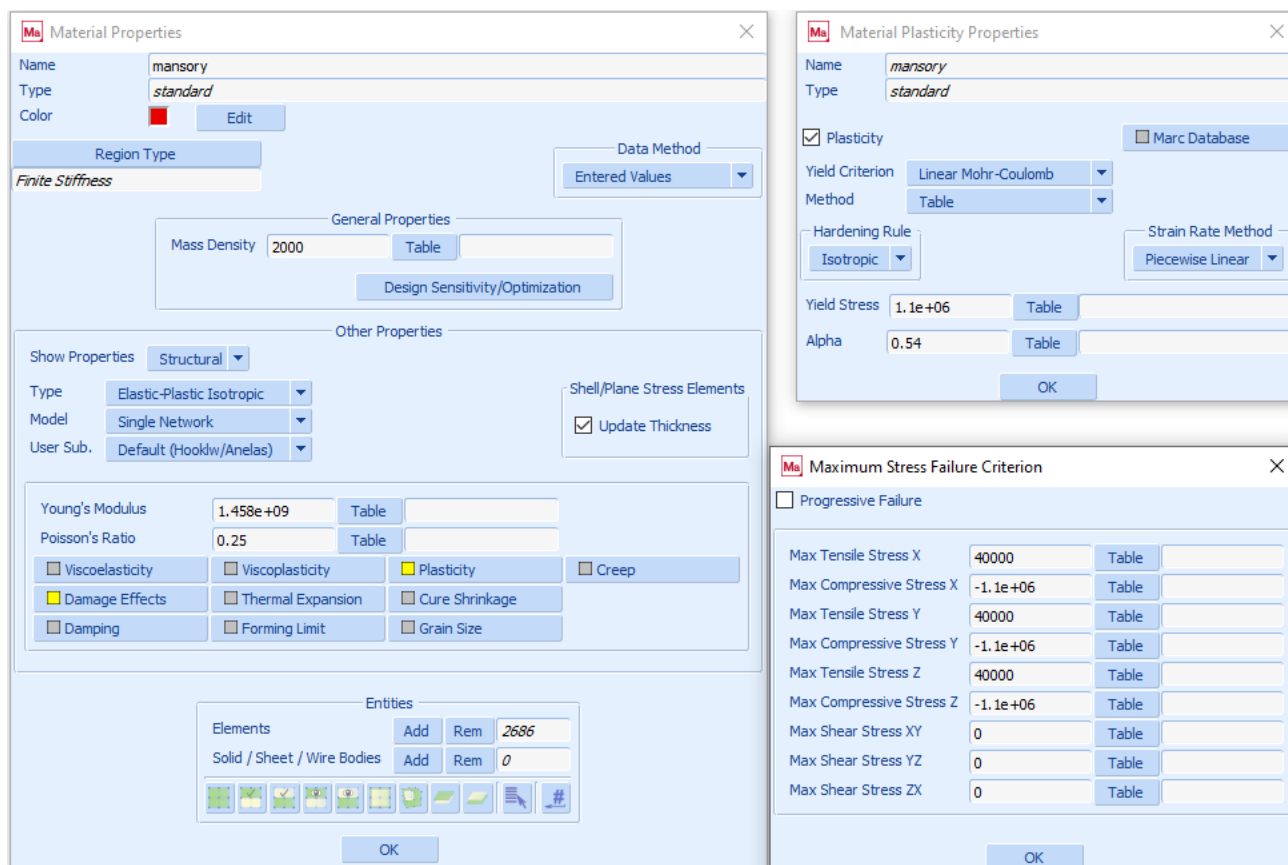 Ma Material Properties
Name mansory
Type standard
Color Edit
Region Type
Finite Stiffness
Data Method
Entered Values
General Properties
Mass Density 2000 Table
Design Sensitivity/Optimization
Other Properties
Show Properties Structural
Type Elastic-Plastic Isotropic
Model Single Network
User Sub. Default (Hooklw/Anelas)
Shell/Plane Stress Elements
Update Thickness
Young's Modulus 1.458e+09 Table
Poisson's Ratio 0.25 Table
Viscoelasticity Viscoplasticity Plasticity Creep
Damage Effects Thermal Expansion Cure Shrinkage
Damping Forming Limit Grain Size
Entities
Elements Add Rem 2686
Solid / Sheet / Wire Bodies Add Rem 0
#
OK
Ma Material Plasticity Properties
Name mansory
Type standard
Plasticity Marc Database
Yield Criterion Linear Mohr-Coulomb
Method Table
Hardening Rule Strain Rate Method
Isotropic Piecewise Linear
Yield Stress 1.1e+06 Table
Alpha 0.54 Table
OK
Ma Maximum Stress Failure Criterion
Progressive Failure
Max Tensile Stress X 40000 Table
Max Compressive Stress X -1.1e+06 Table
Max Tensile Stress Y 40000 Table
Max Compressive Stress Y -1.1e+06 Table
Max Tensile Stress Z 40000 Table
Max Compressive Stress Z -1.1e+06 Table
Max Shear Stress XY 0 Table
Max Shear Stress YZ 0 Table
Max Shear Stress ZX 0 Table
OK